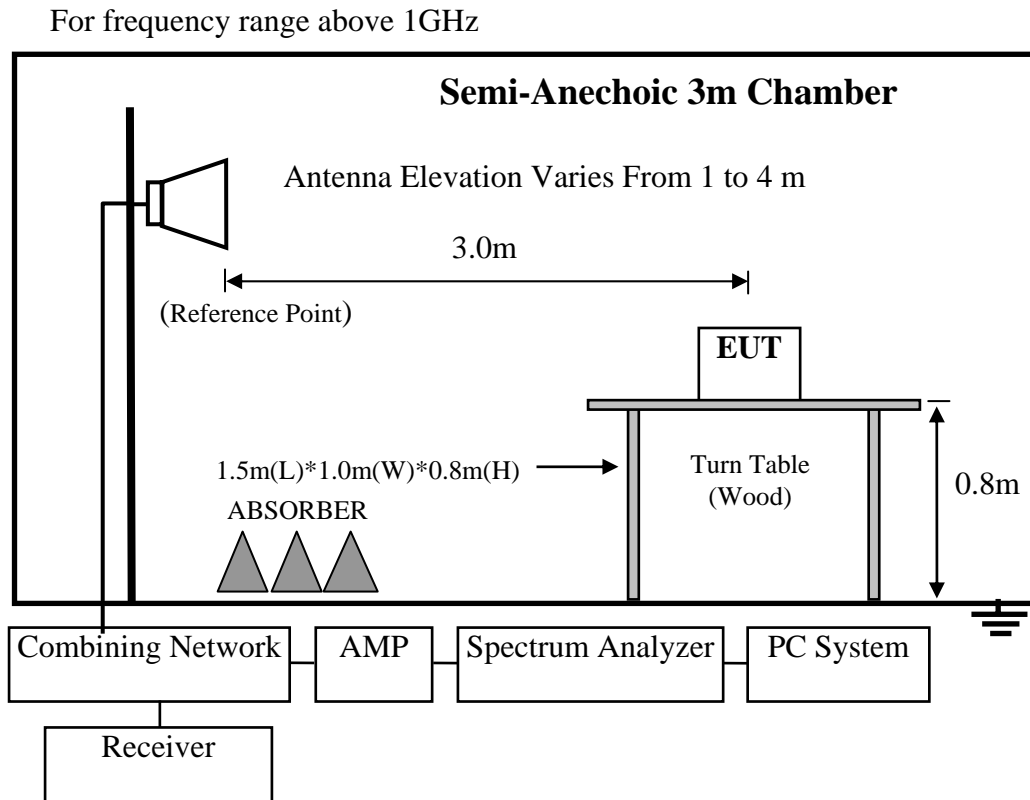 For frequency range above 1GHz
Semi-Anechoic 3m Chamber
Antenna Elevation Varies From 1 to 4 m
3.0m
(Reference Point)
EUT
1.5m(L)*1.0m(W)*0.8m(H)
Turn Table
(Wood)
0.8m
ABSORBER
Combining Network
AMP
Spectrum Analyzer
PC System
Receiver